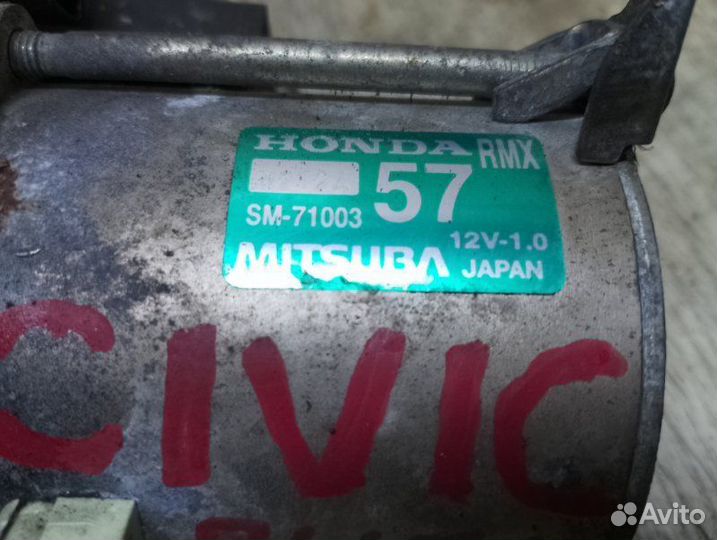 HONDA RMX
57
SM-71003
12V-1.0
MITSUBA JAPAN
CIVIC
Avito